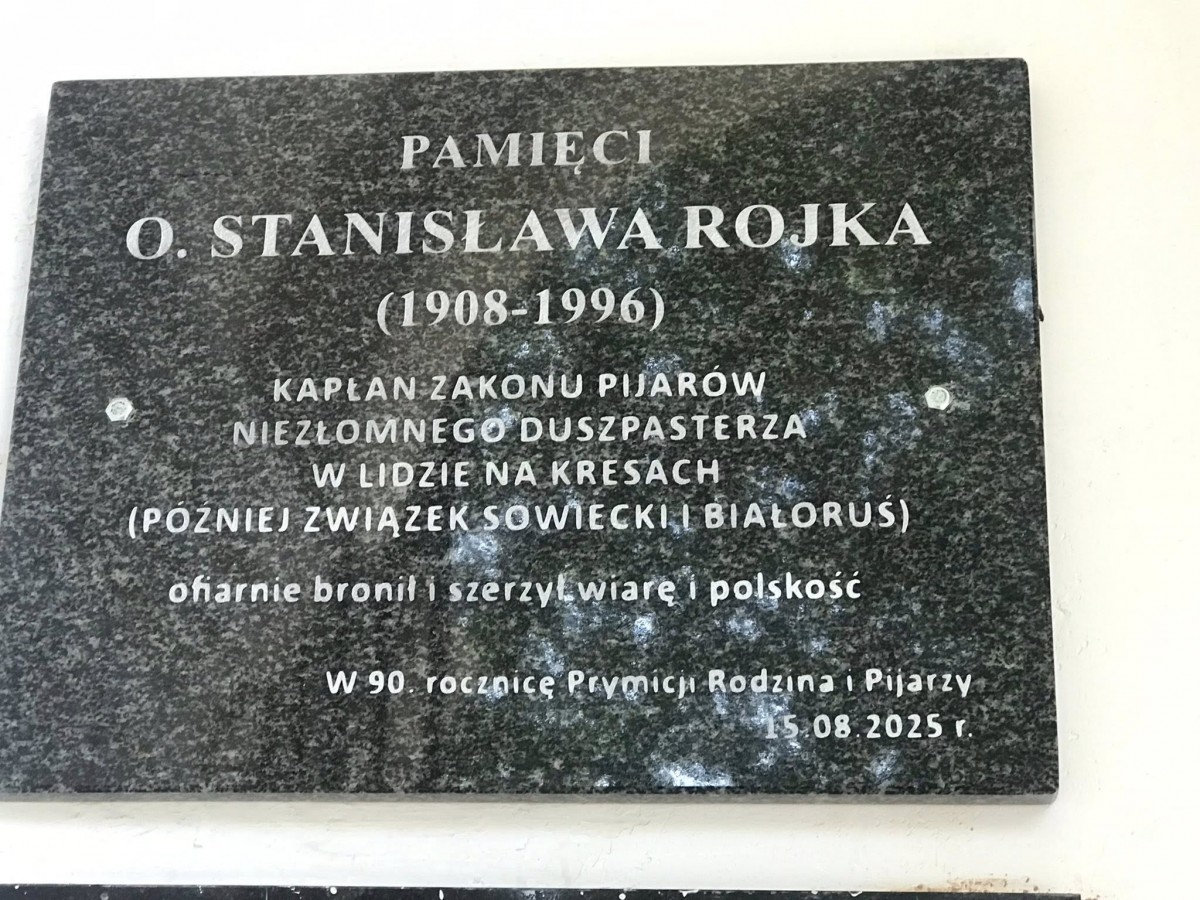 PAMIĘCI
O. STANISŁAWA ROJKA
(1908-1996)
KAPŁAN ZAKONU PIJARÓW
NIEZŁOMNEGO DUSZPASTERZA
W LIDZIE NA KRESACH
(PÓŹNIEJ ZWIĄZEK SOWIECKI I BIAŁORUŚ)
ofiarnie bronił i szerzył wiarę i polskość
W 90. rocznicę Prymicji Rodzina i Pijarzy
15.08.2025 r.